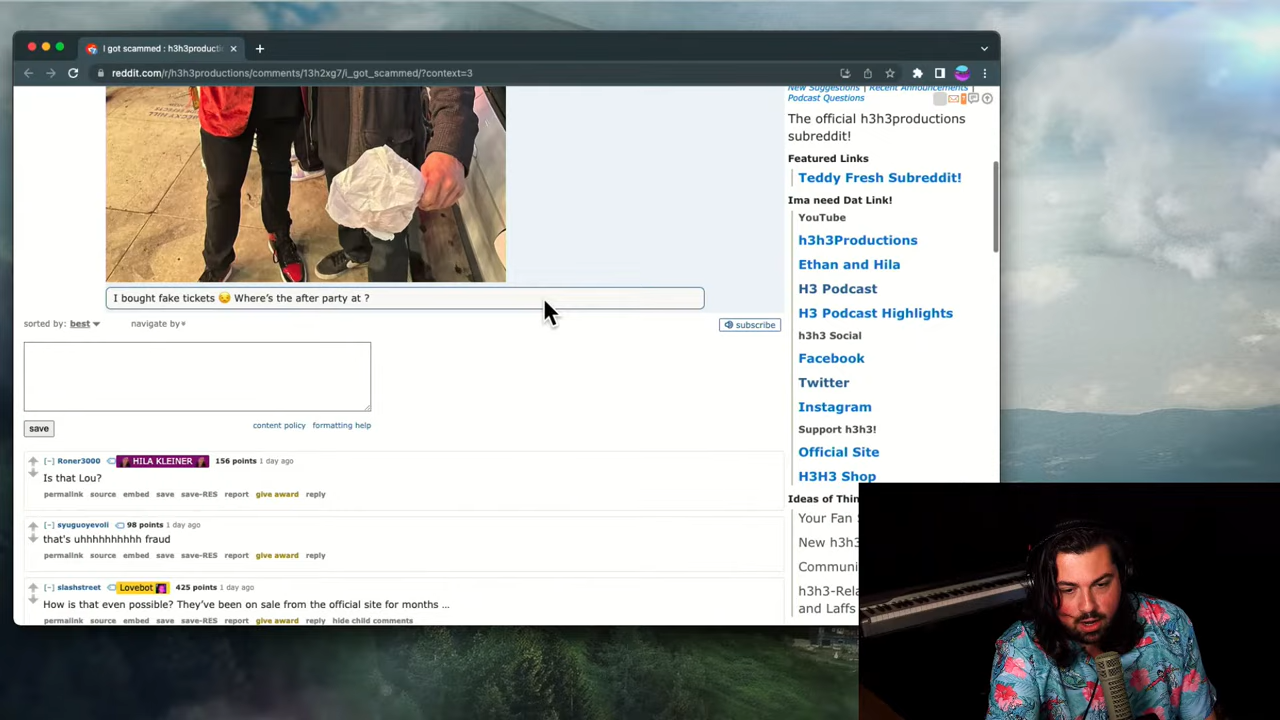 I got scammed : h3h3producti
reddit.com/r/h3h3productions/comments/13h2xg7/i_got_scammed/?context=3
New Suggestions | Recent Announcements |
Podcast Questions
The official h3h3productions
subreddit!
Featured Links
Teddy Fresh Subreddit!
Ima need Dat Link!
YouTube
h3h3Productions
Ethan and Hila
H3 Podcast
H3 Podcast Highlights
h3h3 Social
Facebook
Twitter
Instagram
Support h3h3!
Official Site
H3H3 Shop
Ideas of Thin
Your Fan
New h3h3
Communi
h3h3-Rela
and Laffs
I bought fake tickets 😔 Where's the after party at ?
sorted by: best
navigate by
subscribe
content policy formatting help
save
[-] Roner3000 HILA KLEINER 156 points 1 day ago
Is that Lou?
permalink source embed save save-RES report give award reply
[-] syuguoyevoli 98 points 1 day ago
that's uhhhhhhhhhh fraud
permalink source embed save save-RES report give award reply
[-] slashstreet Lovebot 425 points 1 day ago
How is that even possible? They've been on sale from the official site for months ...
permalink source embed save save-RES report give award reply hide child comments